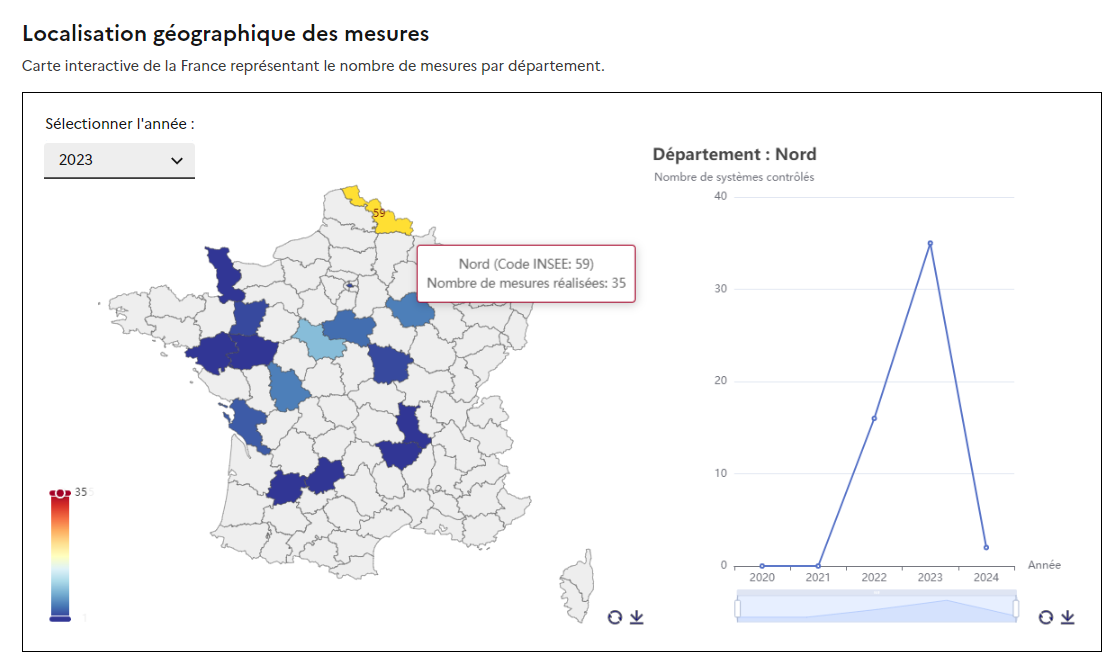 Localisation géographique des mesures
Carte interactive de la France représentant le nombre de mesures par département.
Sélectionner l'année :
2023
59
Nord (Code INSEE: 59)
Nombre de mesures réalisées: 35
35
1
Département : Nord
Nombre de systèmes contrôlés
40
30
20
10
0
2020 2021 2022 2023 2024
Année